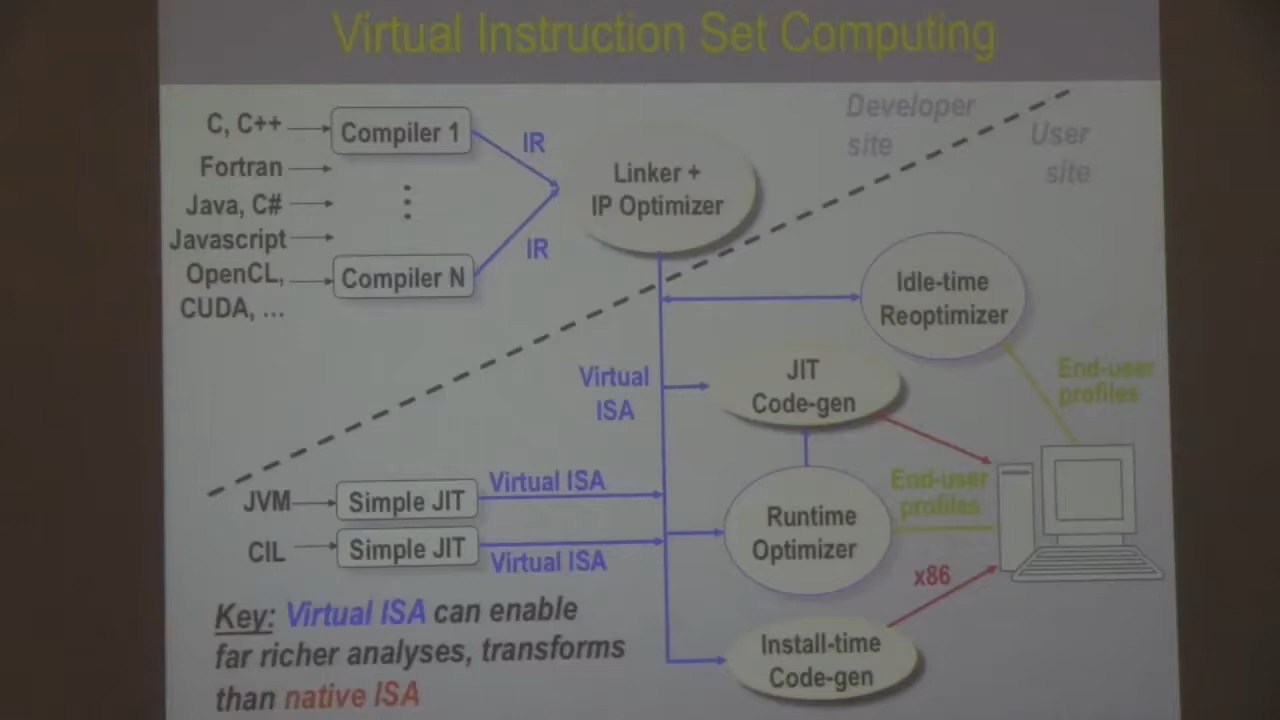 Virtual Instruction Set Computing
C, C++
Fortran
Java, C#
Javascript
OpenCL,
CUDA, ...
Compiler 1
Compiler N
IR
IR
Linker +
IP Optimizer
Developer
site
User
site
Idle-time
Reoptimizer
Virtual
ISA
JIT
Code-gen
End-user
profiles
JVM
Simple JIT
Virtual ISA
CIL
Simple JIT
Virtual ISA
Runtime
Optimizer
End-user
profiles
x86
Install-time
Code-gen
Key: Virtual ISA can enable
far richer analyses, transforms
than native ISA